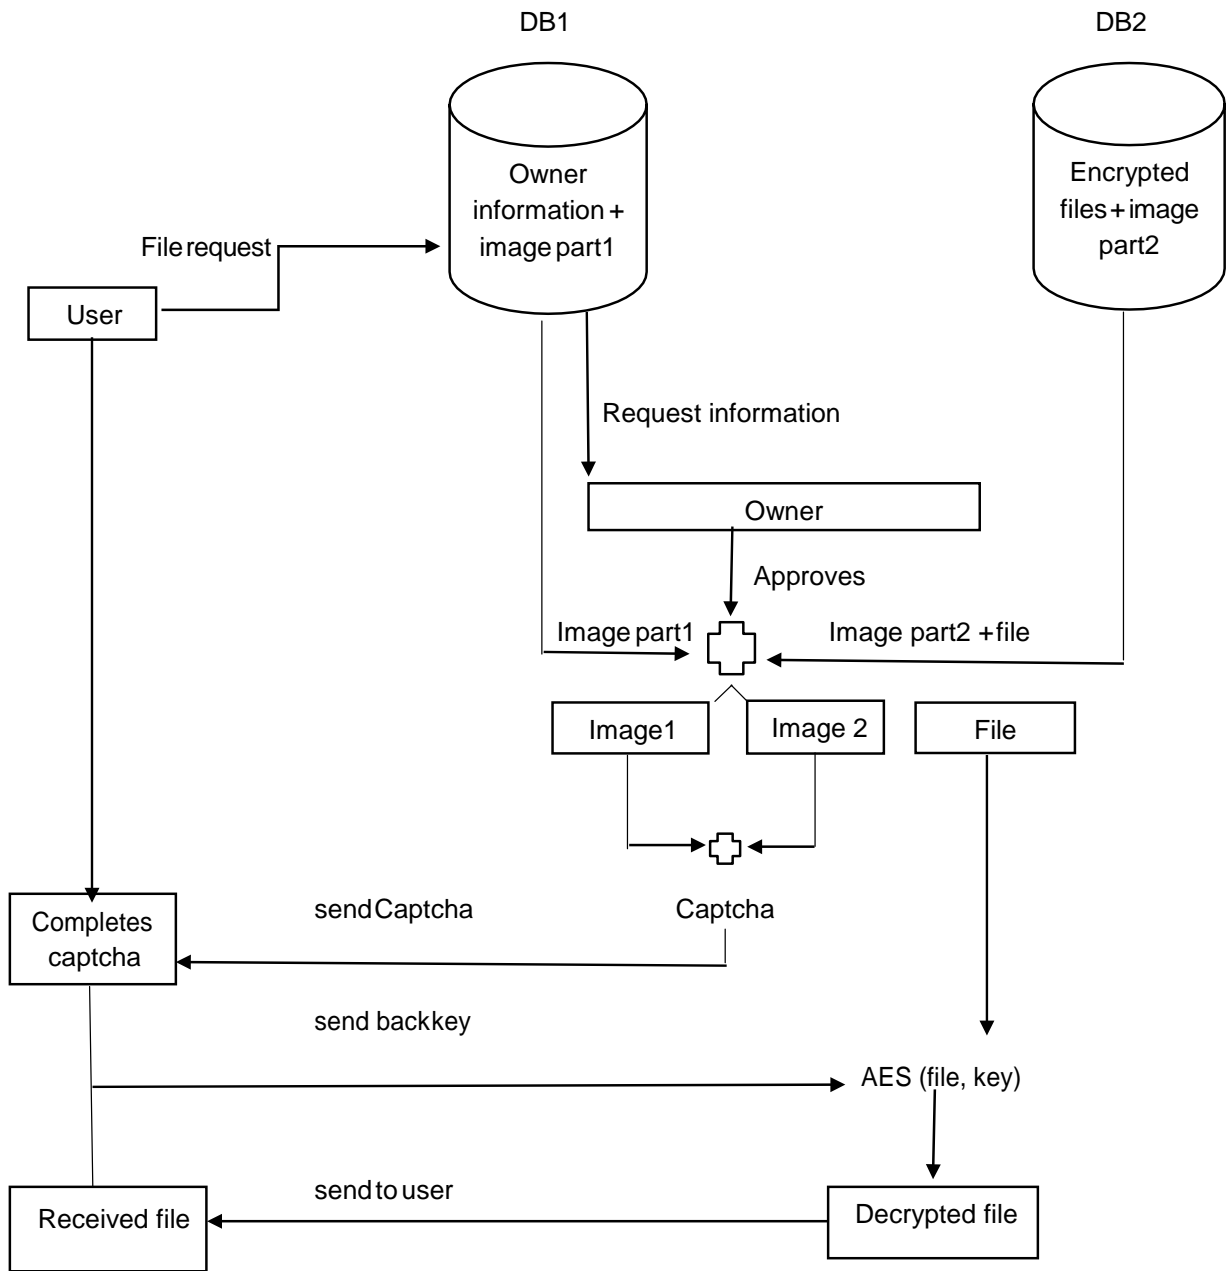 DB1
DB2
Owner
information +
image part1
Encrypted
files + image
part2
File request
User
Request information
Owner
Approves
Image part1
Image part2 + file
Image1
Image 2
File
Completes
captcha
send Captcha
Captcha
send back key
AES (file, key)
send to user
Received file
Decrypted file